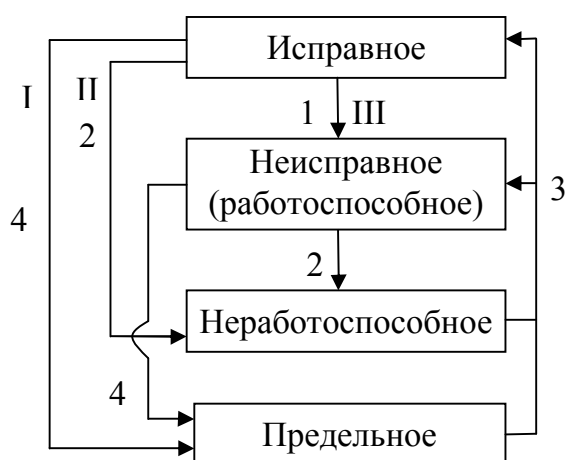 Исправное
I
II
1
III
2
Неисправное
(работоспособное)
3
4
2
Неработоспособное
4
Предельное